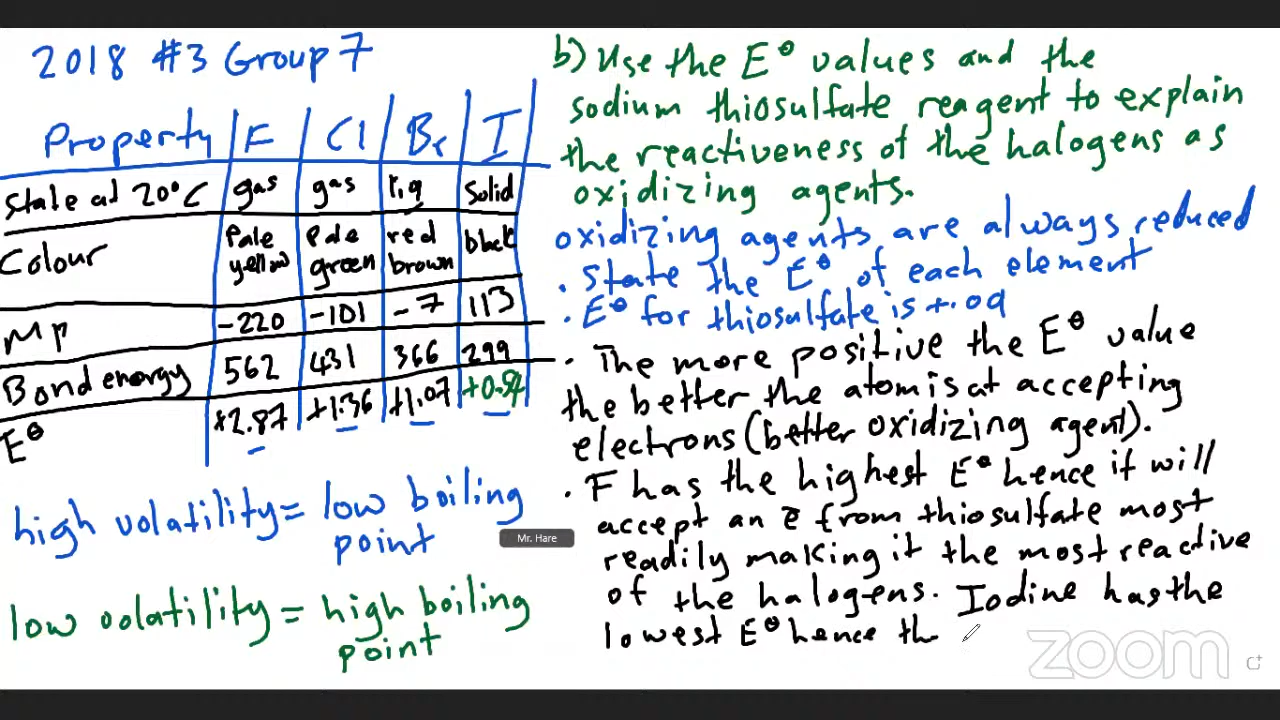 2018 #3 Group 7
Property F Cl Br I
State at 20°C gas gas liq Solid
Colour Pale yellow pale green red brown black
Mp -220 -101 -7 113
Bond energy 562 431 366 299
E⦵ +2.87 +1.36 +1.07 +0.54
high volatility = low boiling
point
low volatility = high boiling
point
b) Use the E⦵ values and the
sodium thiosulfate reagent to explain
the reactiveness of the halogens as
oxidizing agents.
oxidizing agents are always reduced
• State the E⦵ of each element
• E⦵ for thiosulfate is +.09
• The more positive the E⦵ value
the better the atom is at accepting
electrons (better oxidizing agent).
• F has the highest E⦵ hence it will
accept an e̅ from thiosulfate most
readily making it the most reactive
of the halogens. Iodine has the
lowest E⦵ hence th
Mr. Hare
zoom